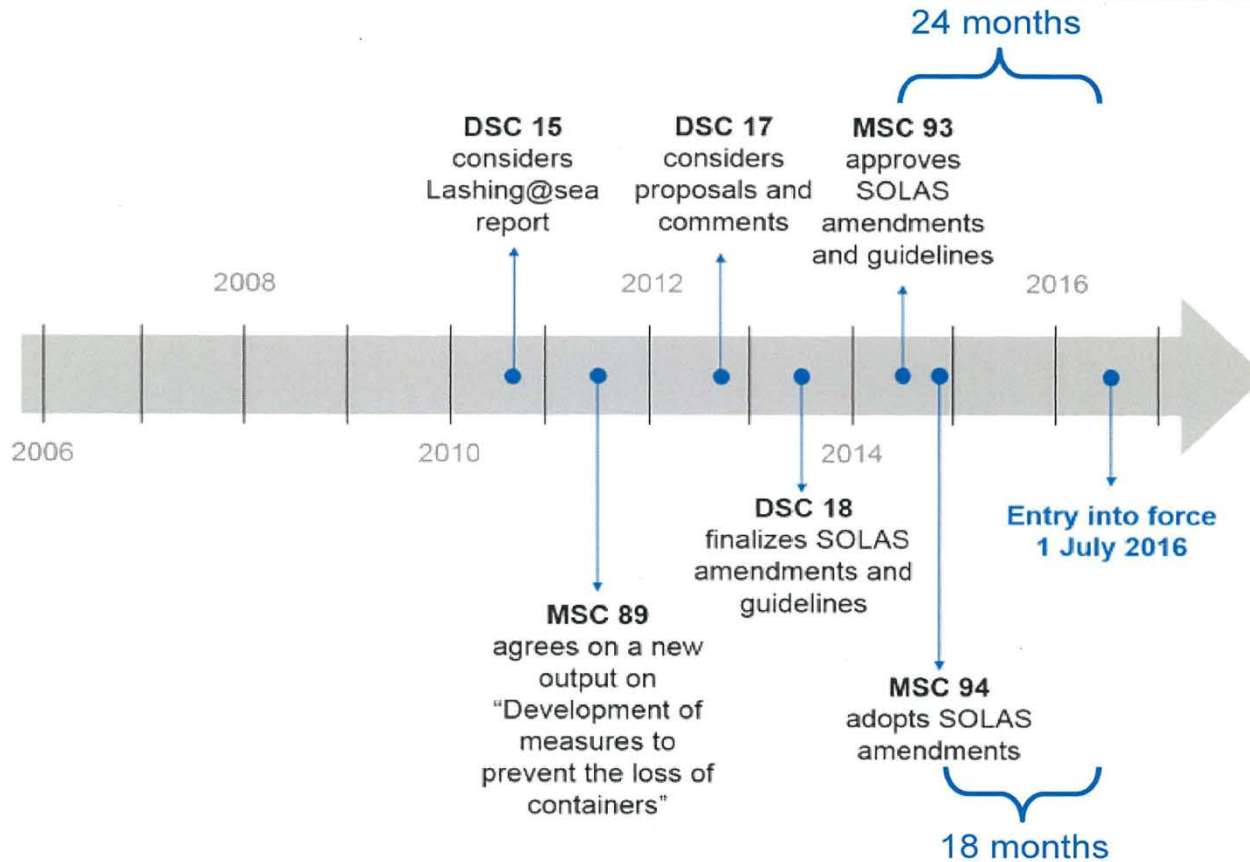 24 months
DSC 15
considers
Lashing@sea
report
DSC 17
considers
proposals and
comments
MSC 93
approves
SOLAS
amendments
and guidelines
2008
2012
2016
2006
2010
2014
DSC 18
finalizes SOLAS
amendments and
guidelines
Entry into force
1 July 2016
MSC 89
agrees on a new
output on
“Development of
measures to
prevent the loss of
containers”
MSC 94
adopts SOLAS
amendments
18 months